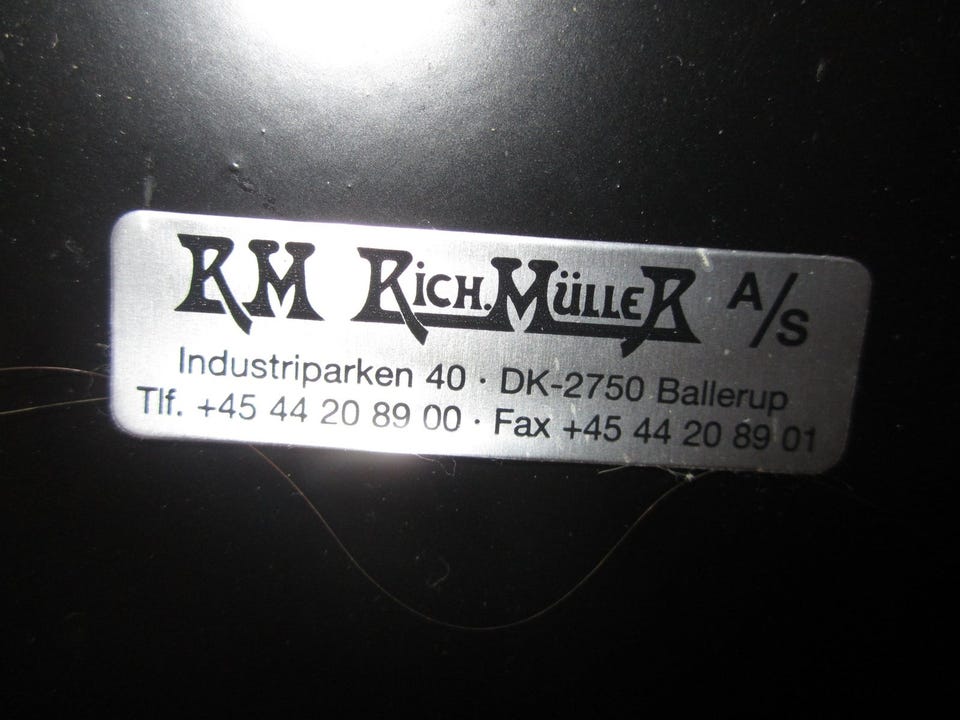 RM RICH. MÜLLER A/S
Industriparken 40 · DK-2750 Ballerup
Tlf. +45 44 20 89 00 · Fax +45 44 20 89 01